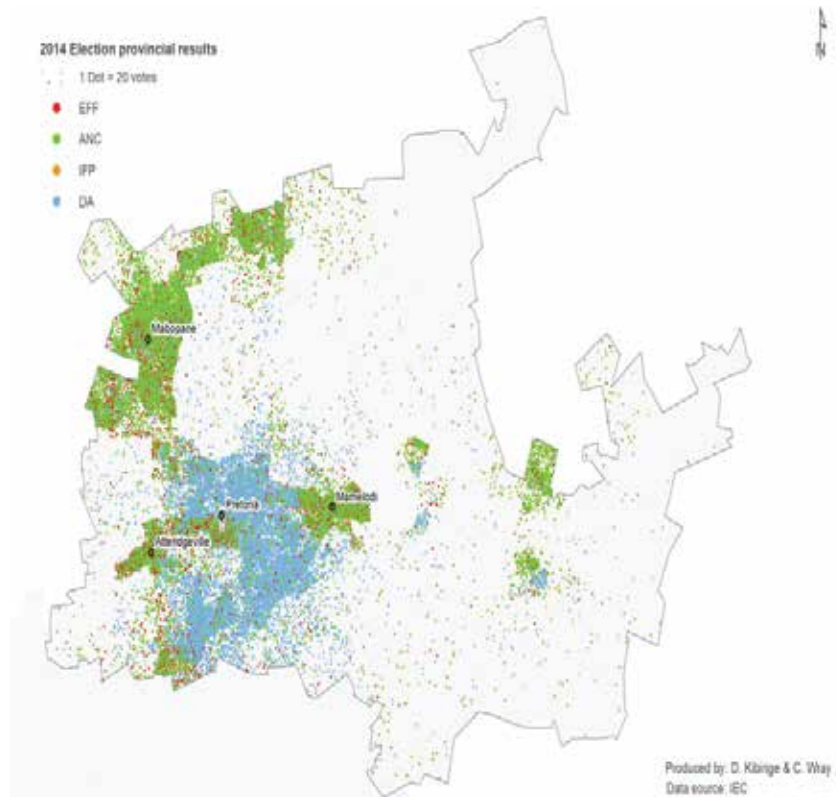 2014 Election provincial results
1 Dot = 20 votes
EFF
ANC
IFP
DA
N
Mabopane
Pretoria
Mamelodi
Atteridgeville
Produced by: D. Kibirige & C. Wray
Data source: IEC